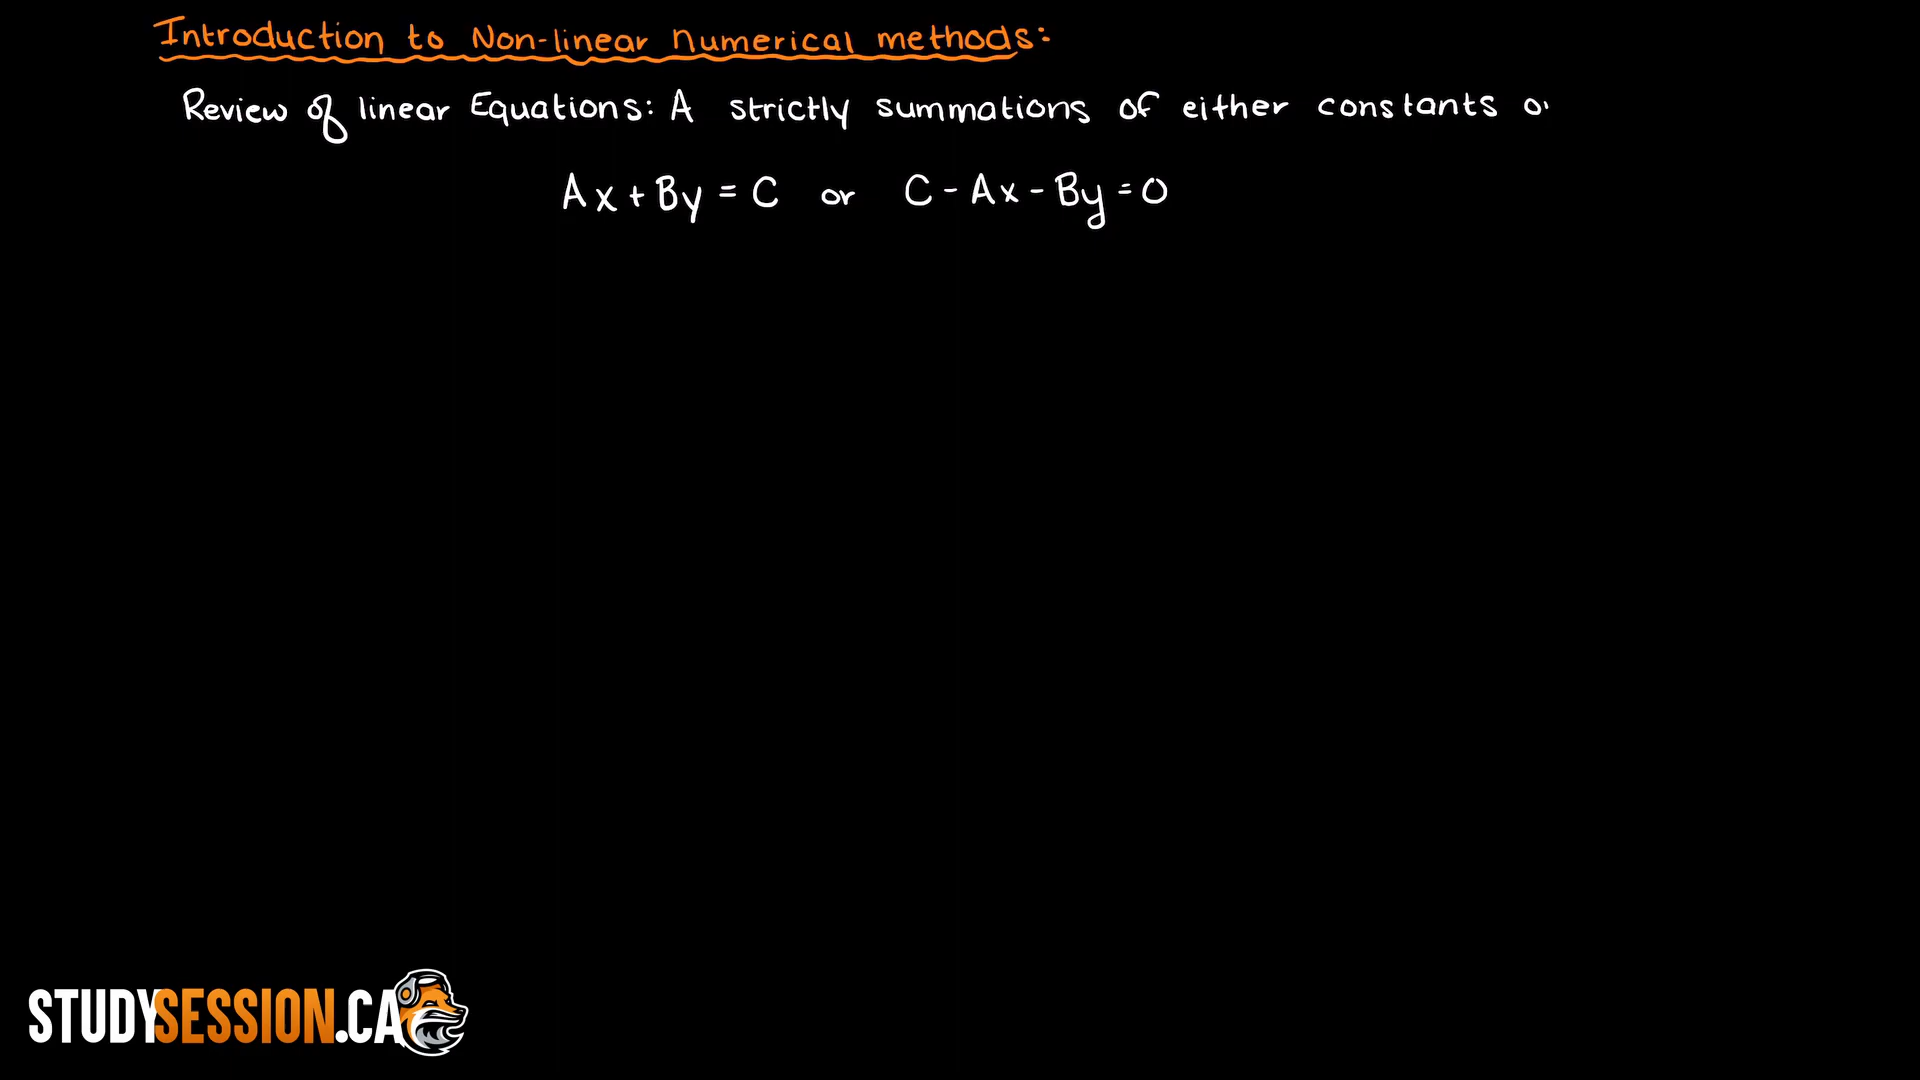 Introduction to Non-linear Numerical methods:
Review of linear Equations: A strictly summations of either constants
Ax + By = C or C - Ax - By = 0
STUDYSESSION.CA